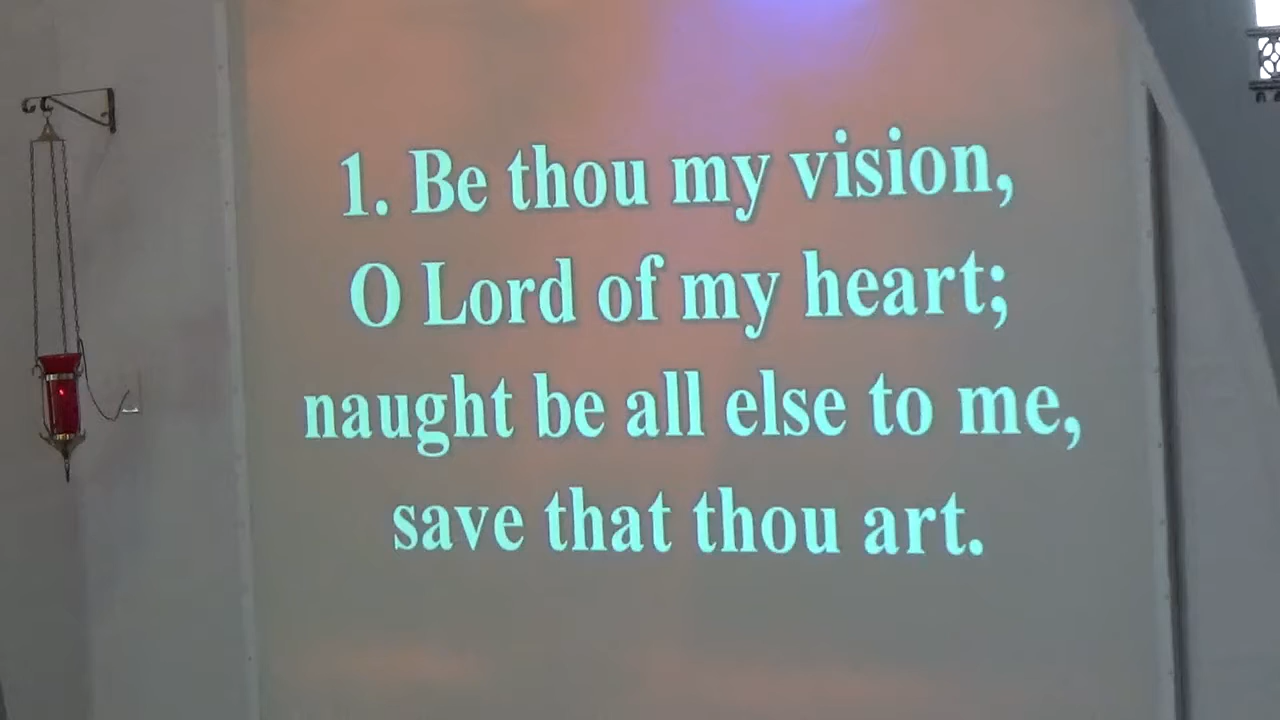 1. Be thou my vision,
O Lord of my heart;
naught be all else to me,
save that thou art.